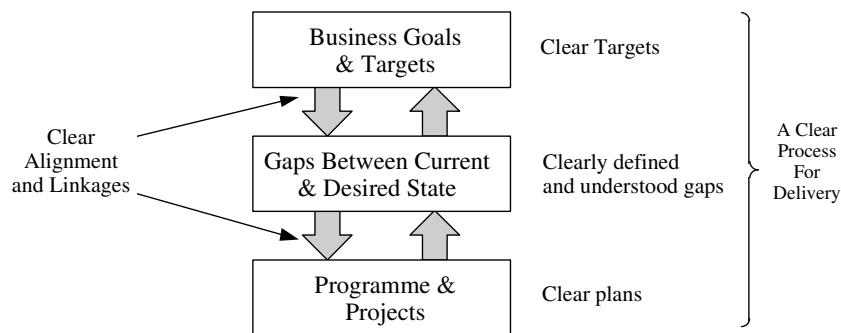 Business Goals
& Targets
Clear Targets
Clear
Alignment
and Linkages
Gaps Between Current
& Desired State
Clearly defined
and understood gaps
A Clear
Process
For
Delivery
Programme &
Projects
Clear plans